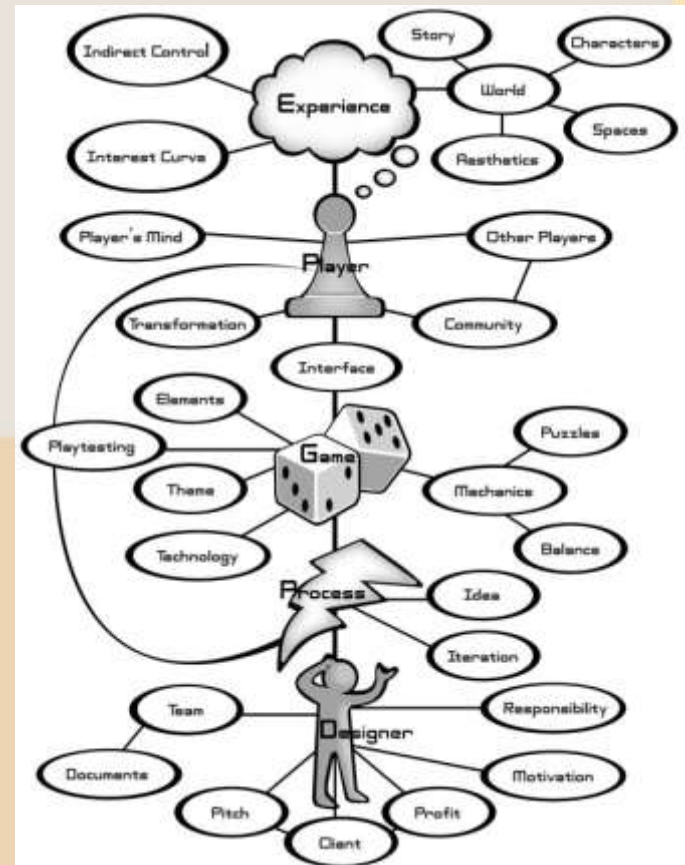 Story
Indirect Control
Characters
World
Experience
Spaces
Interest Curve
Aesthetics
Player's Mind
Other Players
Player
Transformation
Community
Interface
Elements
Puzzles
Playtesting
Game
Theme
Mechanics
Technology
Balance
Process
Idea
Iteration
Team
Responsibility
Designer
Documents
Motivation
Pitch
Profit
Client